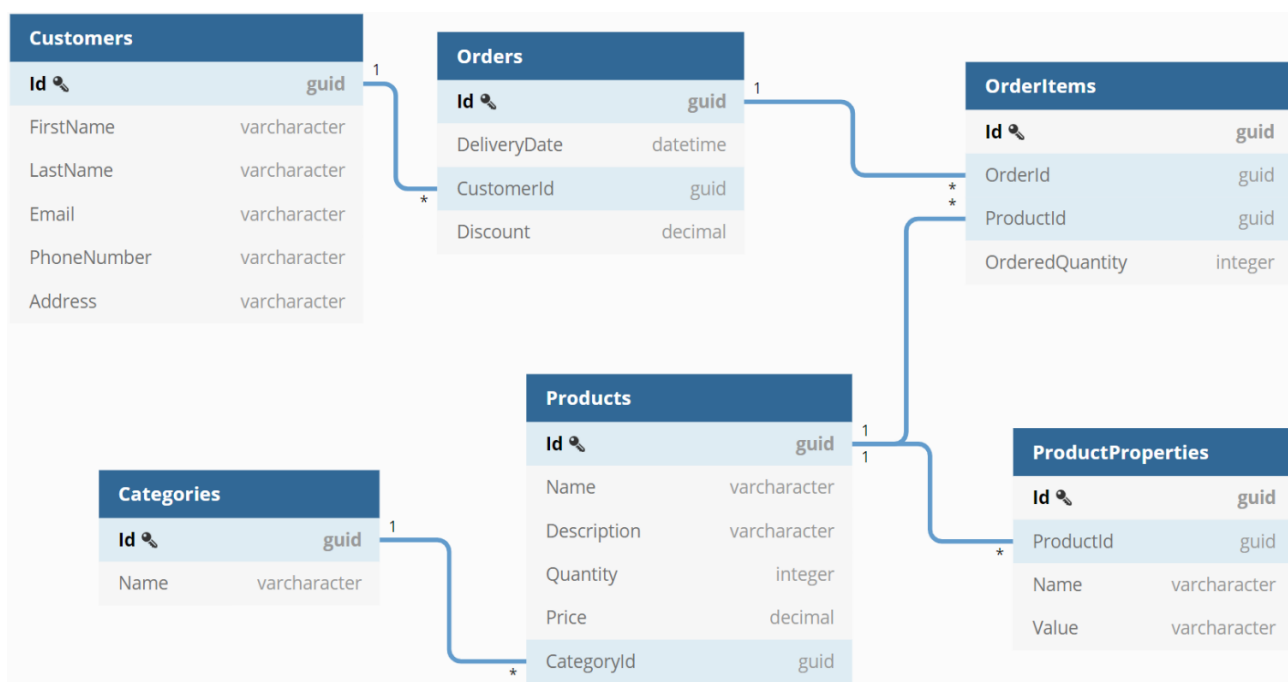 Customers
Id guid
FirstName varcharacter
LastName varcharacter
Email varcharacter
PhoneNumber varcharacter
Address varcharacter
1
*
Orders
Id guid
DeliveryDate datetime
CustomerId guid
Discount decimal
1
*
OrderItems
Id guid
OrderId guid
ProductId guid
OrderedQuantity integer
*
Categories
Id guid
Name varcharacter
1
*
Products
Id guid
Name varcharacter
Description varcharacter
Quantity integer
Price decimal
CategoryId guid
1
1
*
ProductProperties
Id guid
ProductId guid
Name varcharacter
Value varcharacter